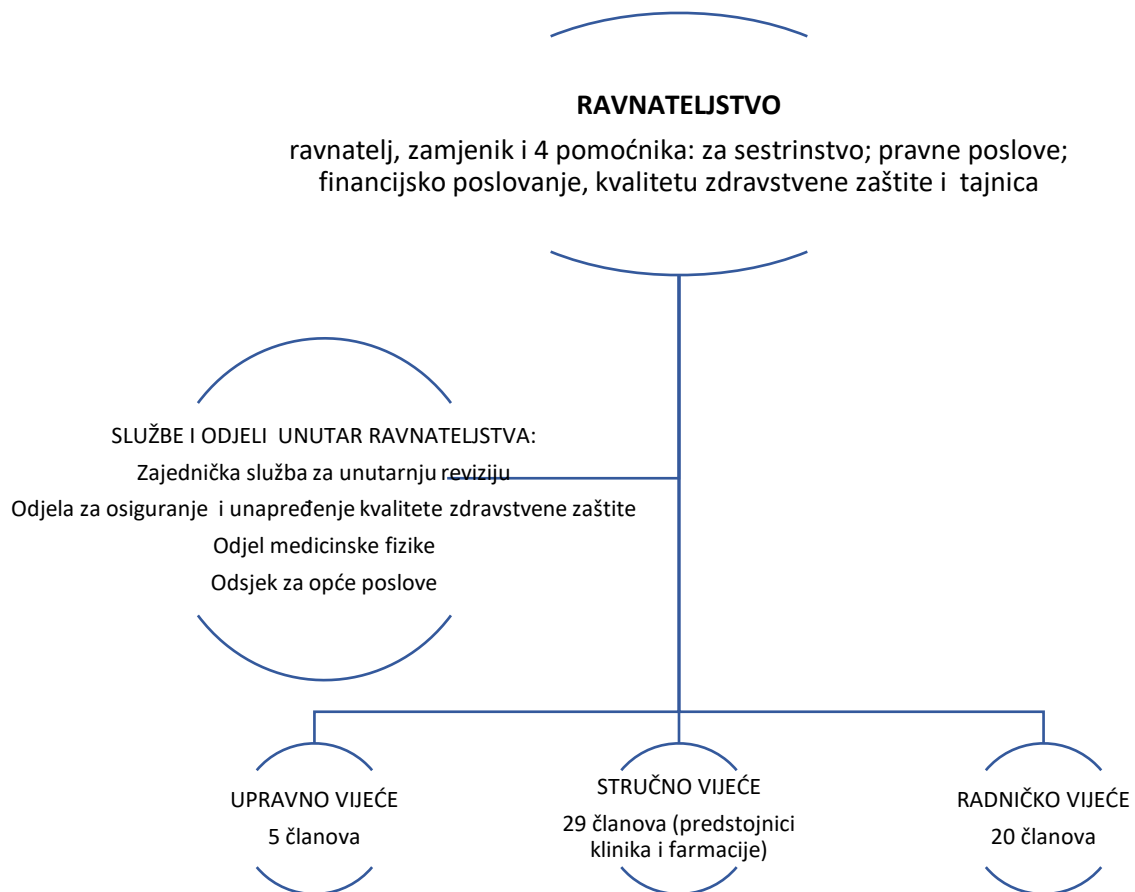 RAVNATELJSTVO
ravnatelj, zamjenik i 4 pomoćnika: za sestrinstvo; pravne poslove;
financijsko poslovanje, kvalitetu zdravstvene zaštite i tajnica
SLUŽBE I ODJELI UNUTAR RAVNATELJSTVA:
Zajednička služba za unutarnju reviziju
Odjela za osiguranje i unapređenje kvalitete zdravstvene zaštite
Odjel medicinske fizike
Odsjek za opće poslove
UPRAVNO VIJEĆE
5 članova
STRUČNO VIJEĆE
29 članova (predstojnici
klinika i farmacije)
RADNIČKO VIJEĆE
20 članova